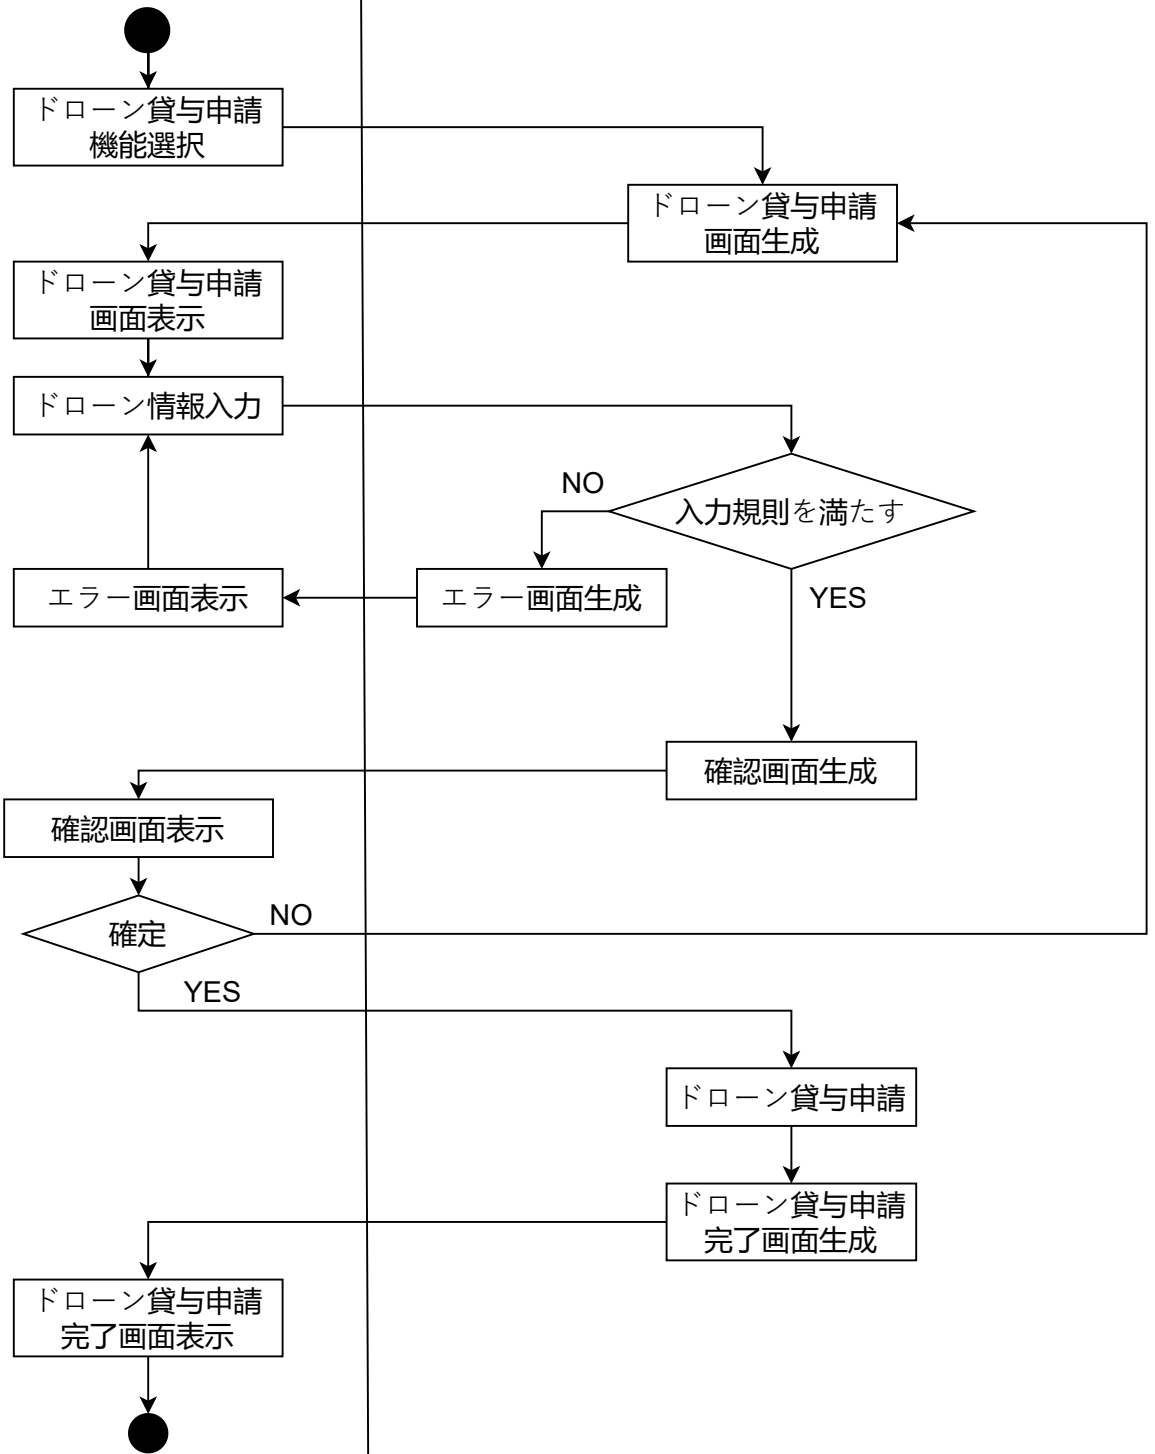 ドローン貸与申請
機能選択
ドローン貸与申請
画面生成
ドローン貸与申請
画面表示
ドローン情報入力
NO
入力規則を満たす
エラー画面表示
エラー画面生成
YES
確認画面生成
確認画面表示
確定
NO
YES
ドローン貸与申請
ドローン貸与申請
完了画面生成
ドローン貸与申請
完了画面表示